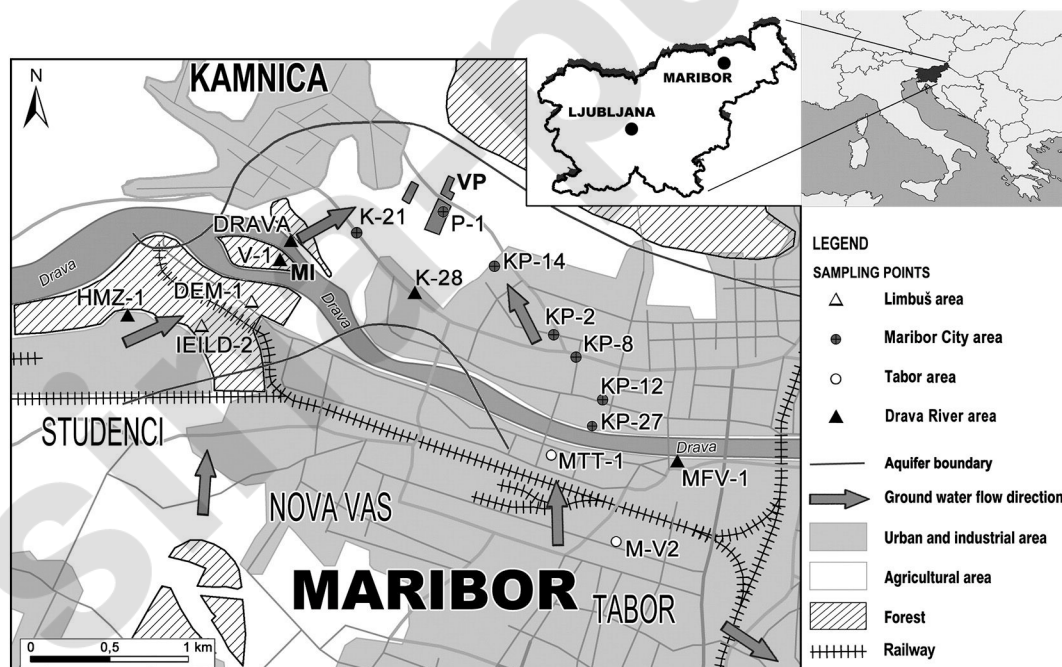 KAMNICA
N
MARIBOR
LJUBLJANA
VP
K-21
P-1
DRAVA
V-1
MI
KP-14
K-28
Drava
HMZ-1
DEM-1
Drava
KP-2
IEILD-2
KP-8
KP-12
KP-27
STUDENCI
Drava
MTT-1
MFV-1
NOVA VAS
M-V2
MARIBOR
TABOR
0 0,5 1 km
LEGEND
SAMPLING POINTS
Limbuš area
Maribor City area
Tabor area
Drava River area
Aquifer boundary
Ground water flow direction
Urban and industrial area
Agricultural area
Forest
Railway